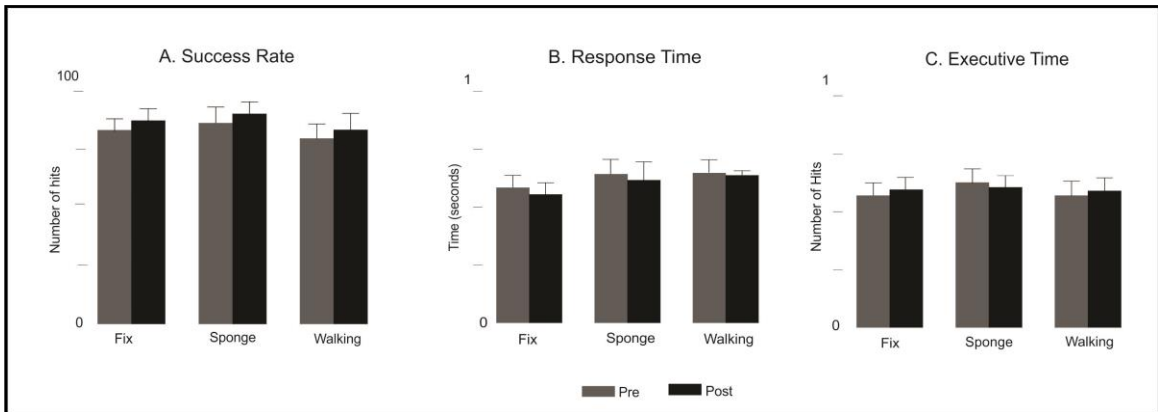 A. Success Rate
100
Number of hits
0
Fix
Sponge
Walking
B. Response Time
1
Time (seconds)
0
Fix
Sponge
Walking
C. Executive Time
1
Number of Hits
0
Fix
Sponge
Walking
Pre
Post